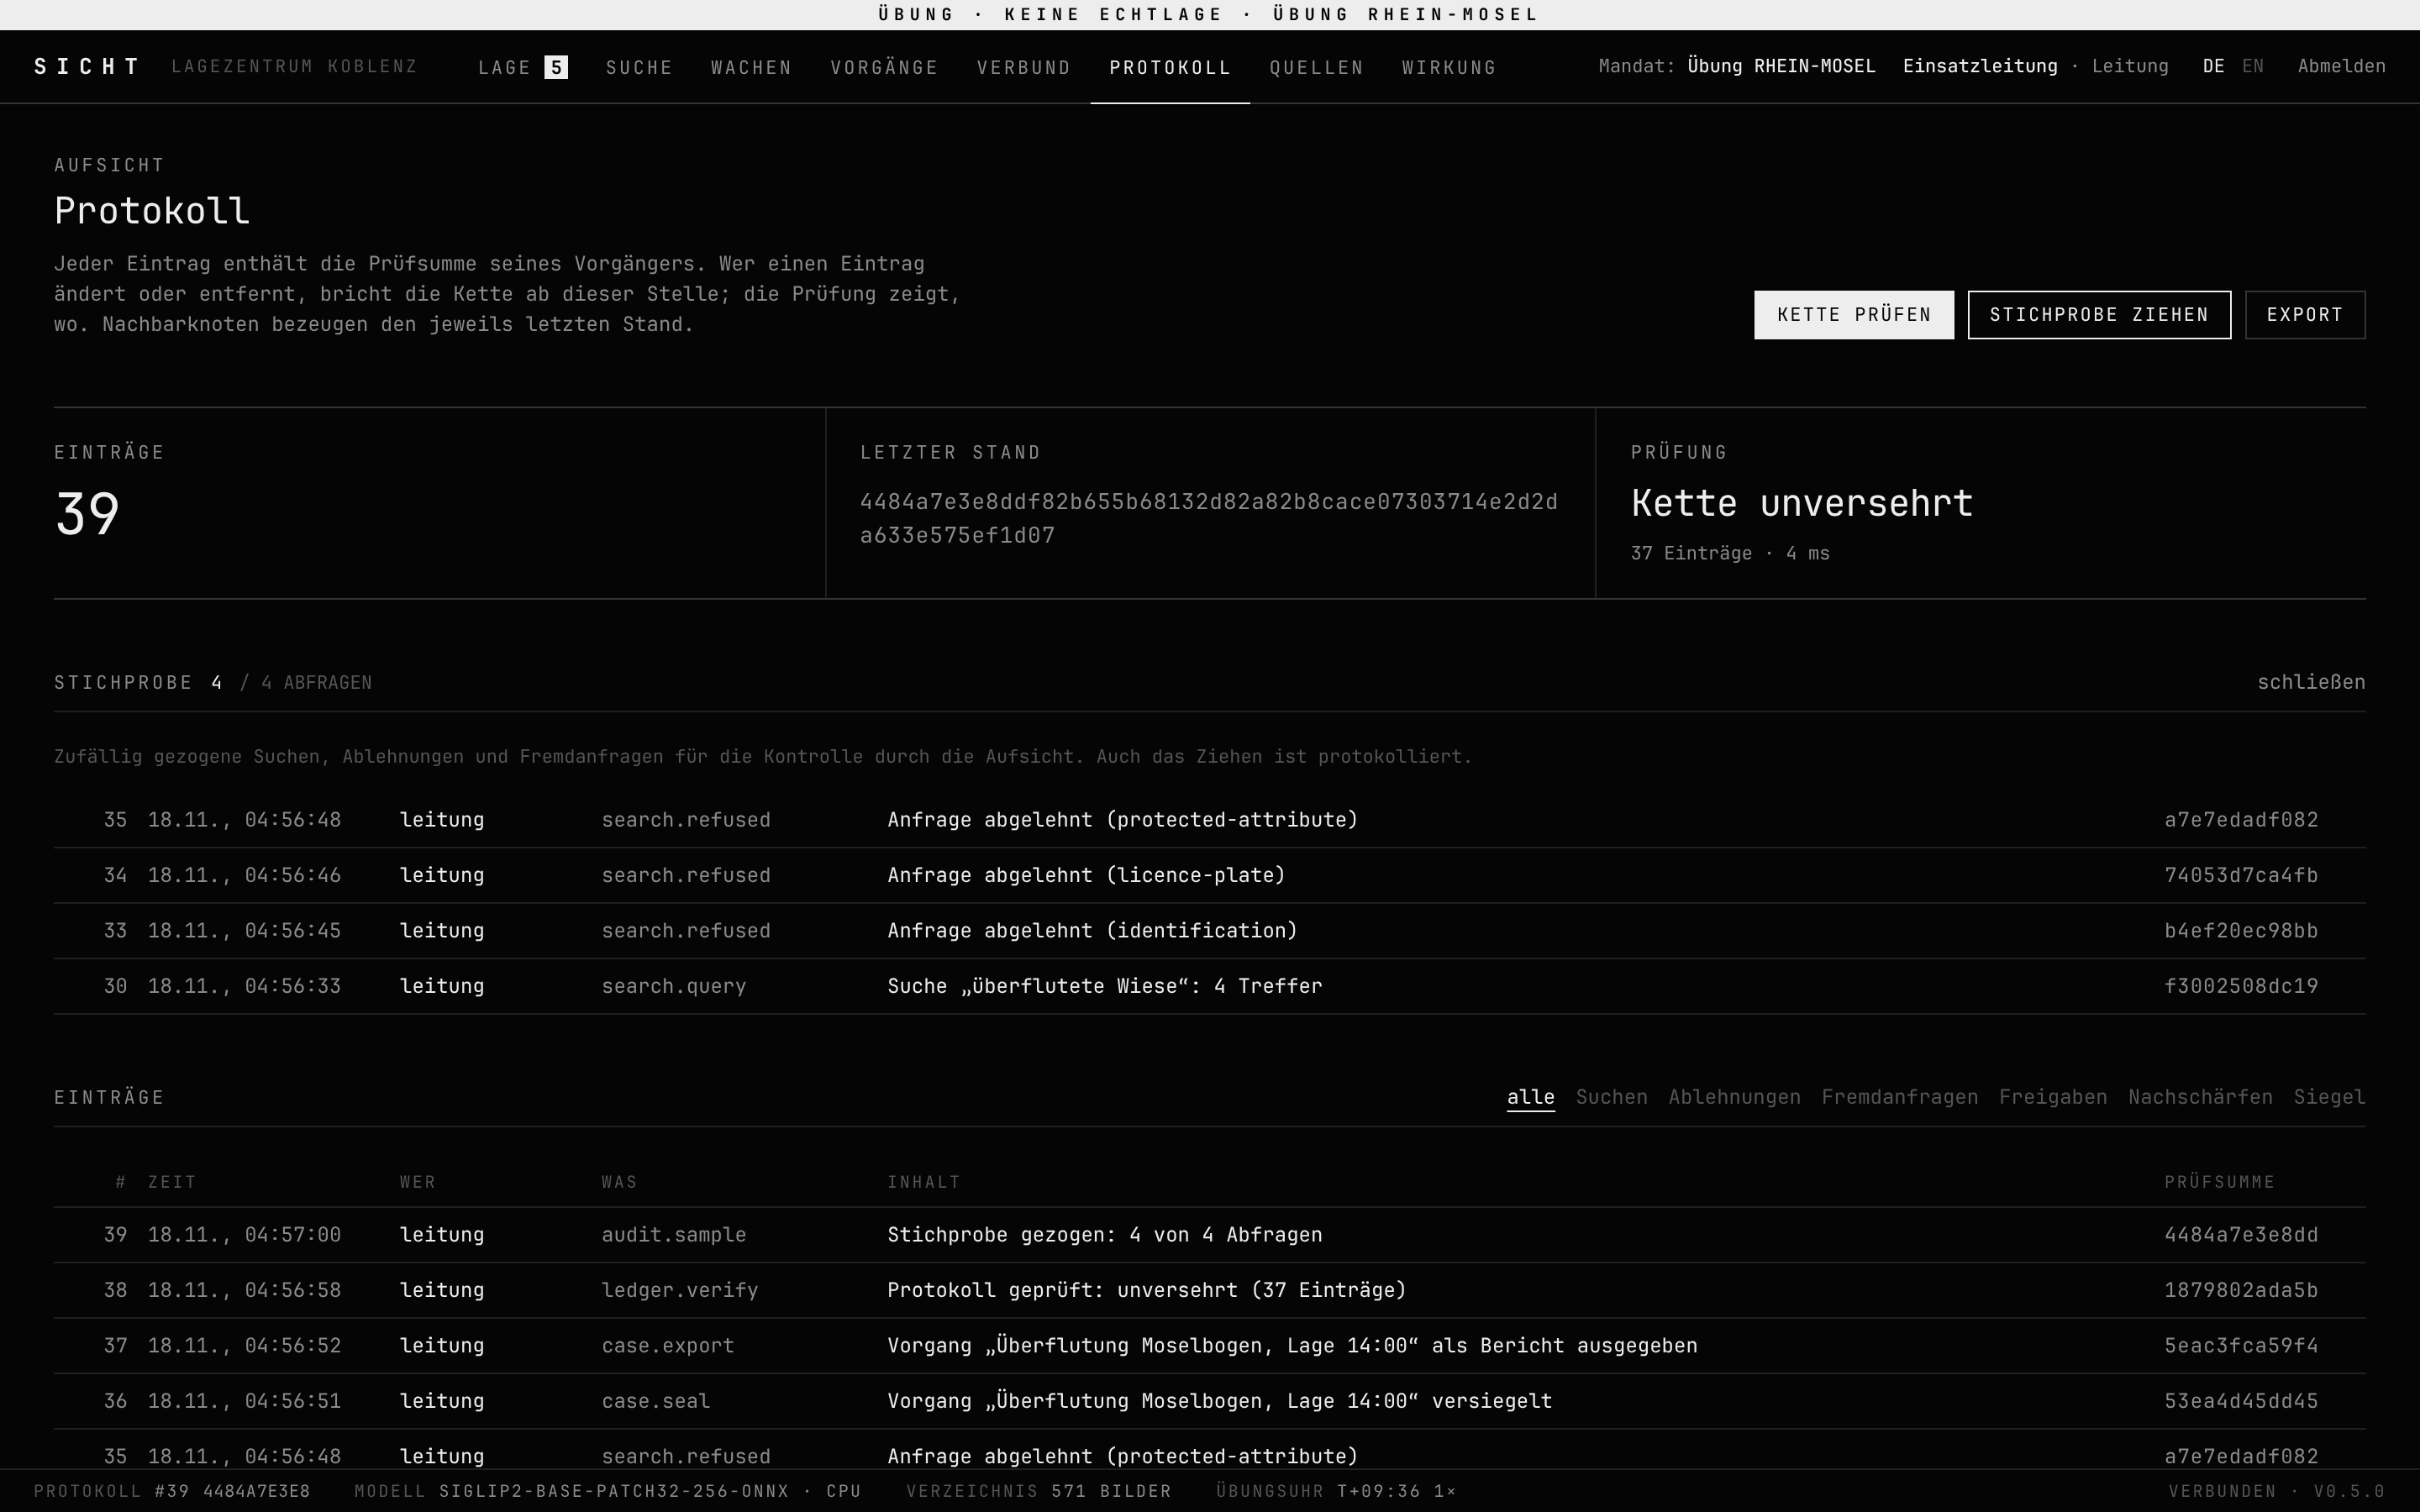 ÜBUNG · KEINE ECHTLAGE · ÜBUNG RHEIN-MOSEL
SICHT LAGEZENTRUM KOBLENZ LAGE 5 SUCHE WACHEN VORGÄNGE VERBUND PROTOKOLL QUELLEN WIRKUNG Mandat: Übung RHEIN-MOSEL Einsatzleitung · Leitung DE EN Abmelden
AUFSICHT
Protokoll
Jeder Eintrag enthält die Prüfsumme seines Vorgängers. Wer einen Eintrag
ändert oder entfernt, bricht die Kette ab dieser Stelle; die Prüfung zeigt,
wo. Nachbarknoten bezeugen den jeweils letzten Stand.
KETTE PRÜFEN STICHPROBE ZIEHEN EXPORT
EINTRÄGE
39
LETZTER STAND
4484a7e3e8ddf82b655b68132d82a82b8cace07303714e2d2d
a633e575ef1d07
PRÜFUNG
Kette unversehrt
37 Einträge · 4 ms
STICHPROBE 4 / 4 ABFRAGEN schließen
Zufällig gezogene Suchen, Ablehnungen und Fremdanfragen für die Kontrolle durch die Aufsicht. Auch das Ziehen ist protokolliert.
35 18.11., 04:56:48 leitung search.refused Anfrage abgelehnt (protected-attribute) a7e7edadf082
34 18.11., 04:56:46 leitung search.refused Anfrage abgelehnt (licence-plate) 74053d7ca4fb
33 18.11., 04:56:45 leitung search.refused Anfrage abgelehnt (identification) b4ef20ec98bb
30 18.11., 04:56:33 leitung search.query Suche „überflutete Wiese“: 4 Treffer f3002508dc19
EINTRÄGE alle Suchen Ablehnungen Fremdanfragen Freigaben Nachschärfen Siegel
# ZEIT WER WAS INHALT PRÜFSUMME
39 18.11., 04:57:00 leitung audit.sample Stichprobe gezogen: 4 von 4 Abfragen 4484a7e3e8dd
38 18.11., 04:56:58 leitung ledger.verify Protokoll geprüft: unversehrt (37 Einträge) 1879802ada5b
37 18.11., 04:56:52 leitung case.export Vorgang „Überflutung Moselbogen, Lage 14:00“ als Bericht ausgegeben 5eac3fca59f4
36 18.11., 04:56:51 leitung case.seal Vorgang „Überflutung Moselbogen, Lage 14:00“ versiegelt 53ea4d45dd45
35 18.11., 04:56:48 leitung search.refused Anfrage abgelehnt (protected-attribute) a7e7edadf082
PROTOKOLL #39 4484A7E3E8 MODELL SIGLIP2-BASE-PATCH32-256-ONNX · CPU VERZEICHNIS 571 BILDER ÜBUNGSUHR T+09:36 1× VERBUNDEN · V0.5.0